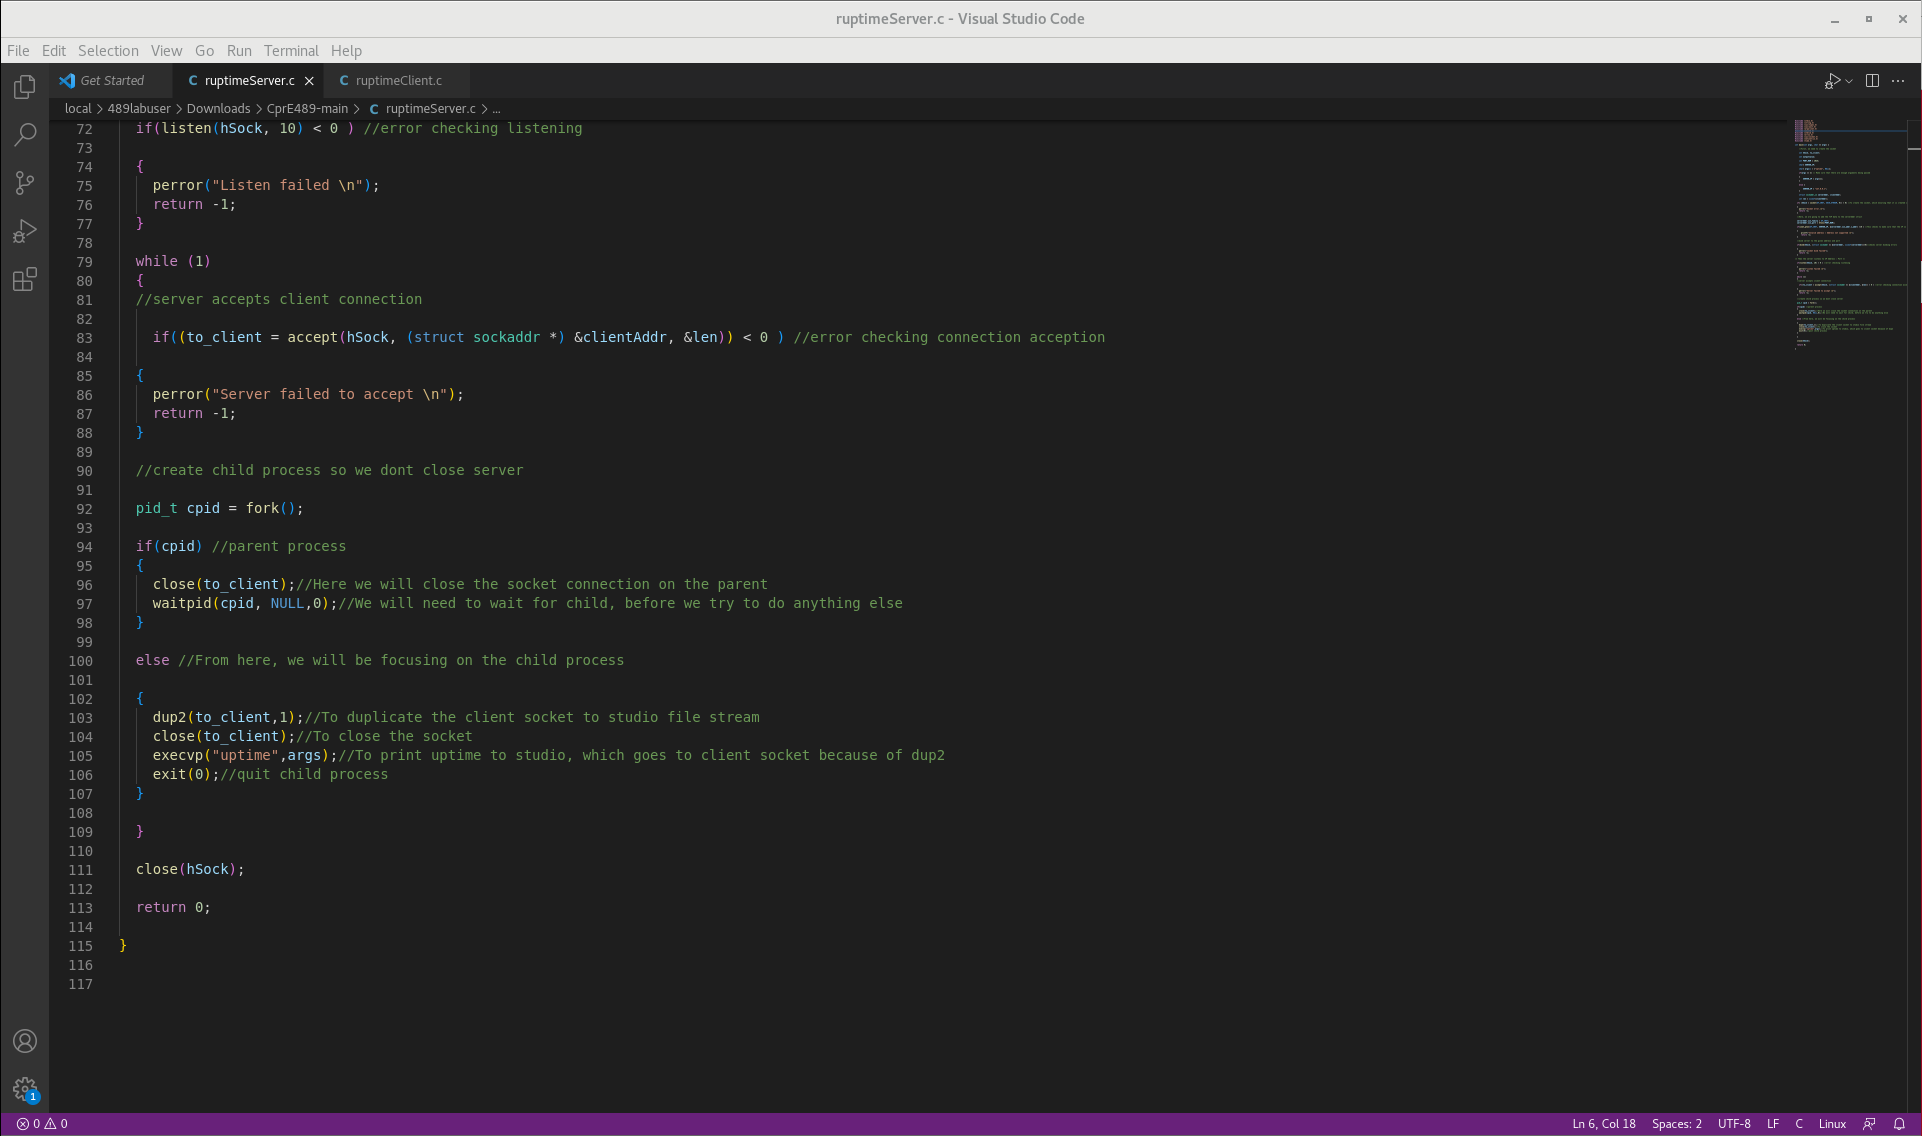 ruptimeServer.c - Visual Studio Code
File Edit Selection View Go Run Terminal Help
Get Started C ruptimeServer.c C ruptimeClient.c
local > 489labuser > Downloads > CprE489-main > C ruptimeServer.c > ...
72 if(listen(hSock, 10) < 0 ) //error checking listening
73
74 {
75 perror("Listen failed \n");
76 return -1;
77 }
78
79 while (1)
80 {
81 //server accepts client connection
82
83 if((to_client = accept(hSock, (struct sockaddr *) &clientAddr, &len)) < 0 ) //error checking connection acception
84
85 {
86 perror("Server failed to accept \n");
87 return -1;
88 }
89
90 //create child process so we dont close server
91
92 pid_t cpid = fork();
93
94 if(cpid) //parent process
95 {
96 close(to_client);//Here we will close the socket connection on the parent
97 waitpid(cpid, NULL,0);//We will need to wait for child, before we try to do anything else
98 }
99
100 else //From here, we will be focusing on the child process
101
102 {
103 dup2(to_client,1);//To duplicate the client socket to studio file stream
104 close(to_client);//To close the socket
105 execvp("uptime",args);//To print uptime to studio, which goes to client socket because of dup2
106 exit(0);//quit child process
107 }
108
109 }
110
111 close(hSock);
112
113 return 0;
114
115 }
116
117
1
0 0 Ln 6, Col 18 Spaces: 2 UTF-8 LF C Linux